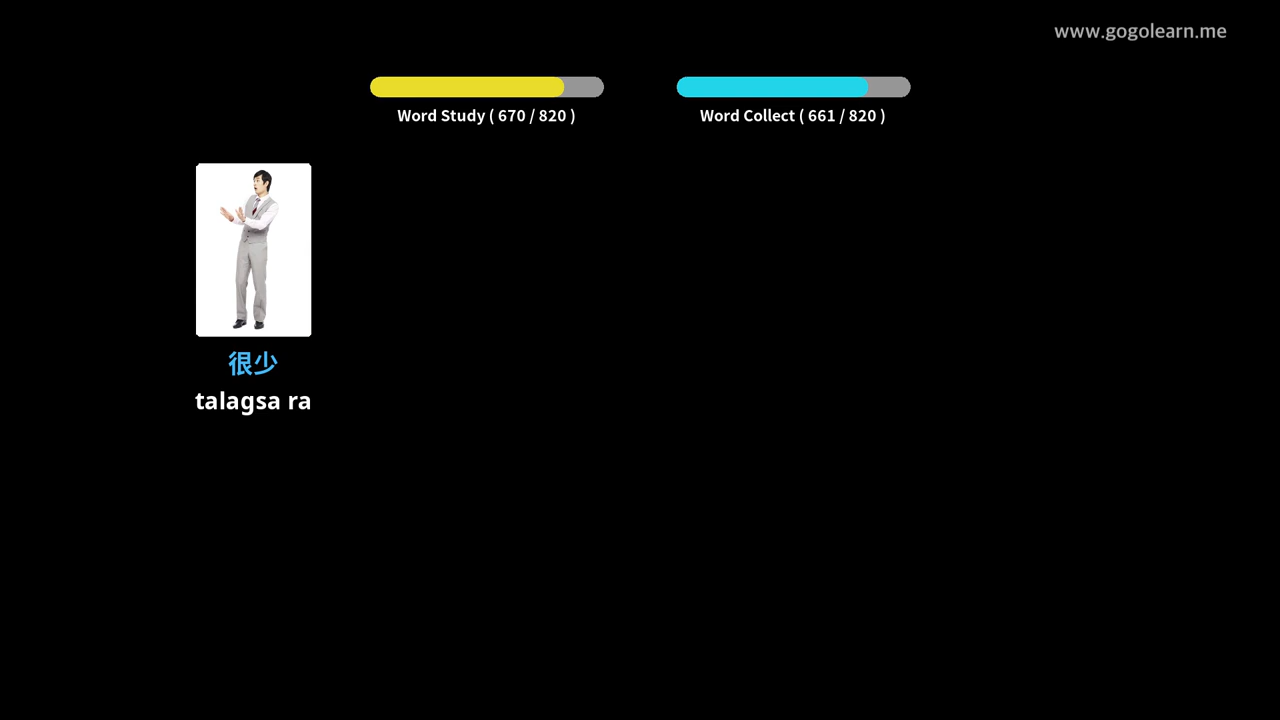 www.gogolearn.me
Word Study ( 670 / 820 )
Word Collect ( 661 / 820 )
很少
talagsa ra